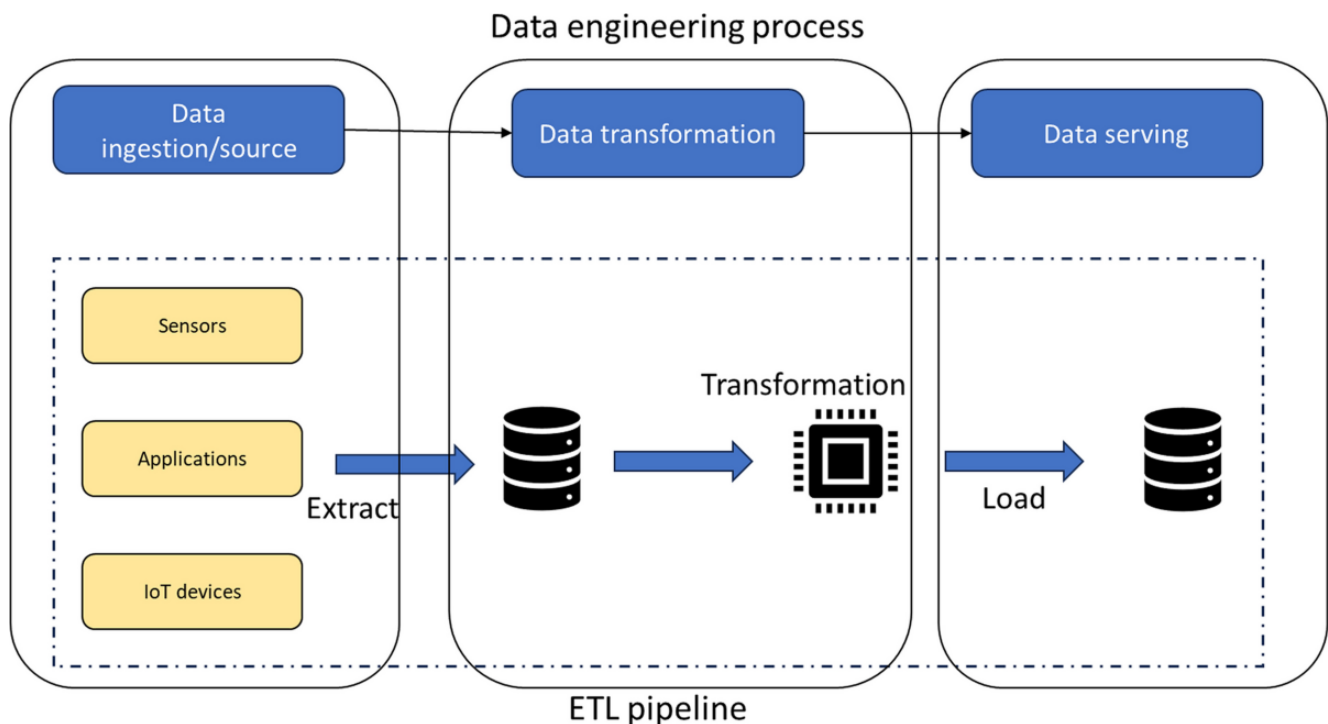 Data engineering process
Data
ingestion/source
Data transformation
Data serving
Sensors
Applications
IoT devices
Extract
Transformation
Load
ETL pipeline